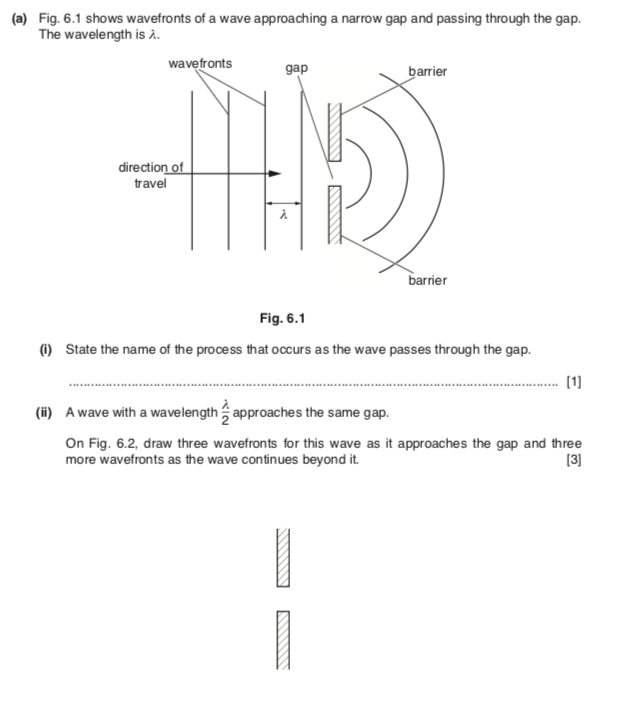 (a) Fig. 6.1 shows wavefronts of a wave approaching a narrow gap and passing through the gap.
The wavelength is λ.
wavefronts
gap
barrier
direction of
travel
λ
barrier
Fig. 6.1
(i) State the name of the process that occurs as the wave passes through the gap.
.......................................................................................................................... [1]
(ii) A wave with a wavelength λ/2 approaches the same gap.
On Fig. 6.2, draw three wavefronts for this wave as it approaches the gap and three
more wavefronts as the wave continues beyond it. [3]